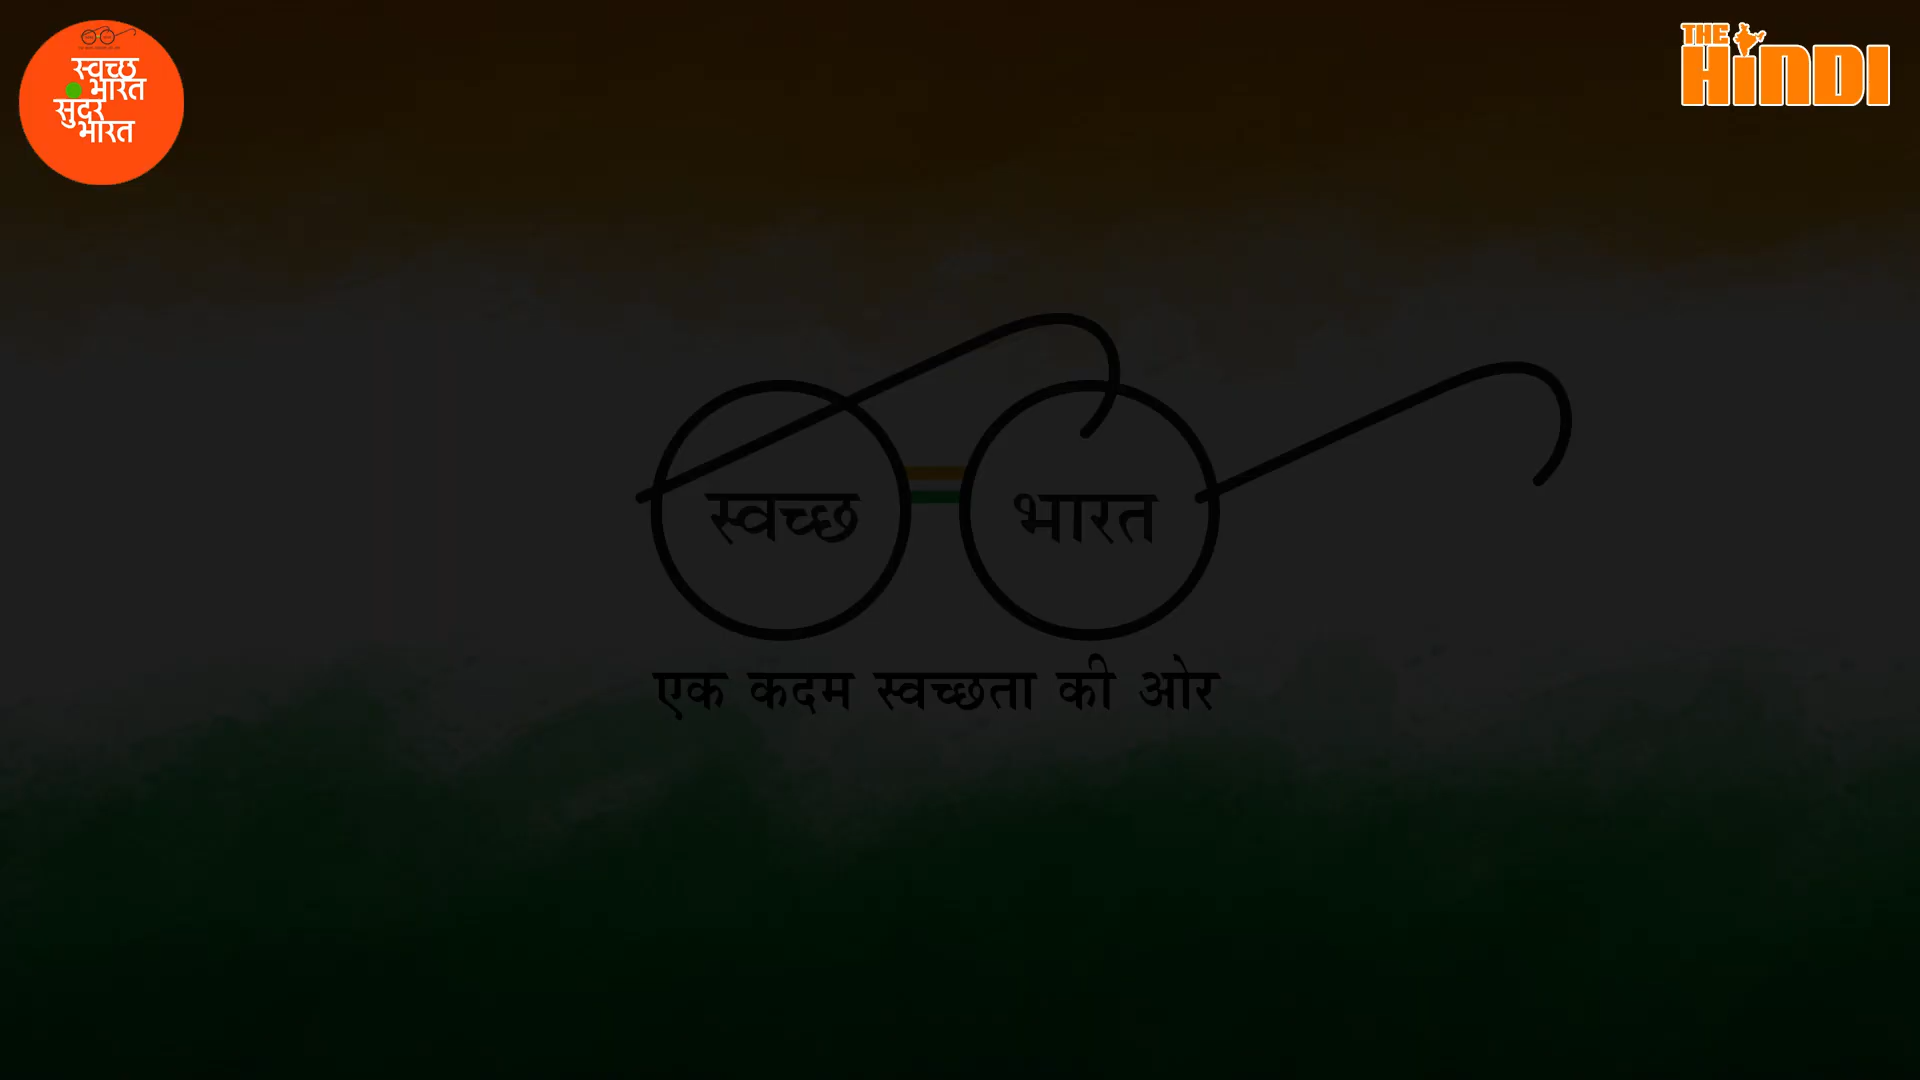 स्वच्छ
भारत
सुंदर
भारत
THE
HiNDI
स्वच्छ भारत
एक कदम स्वच्छता की ओर